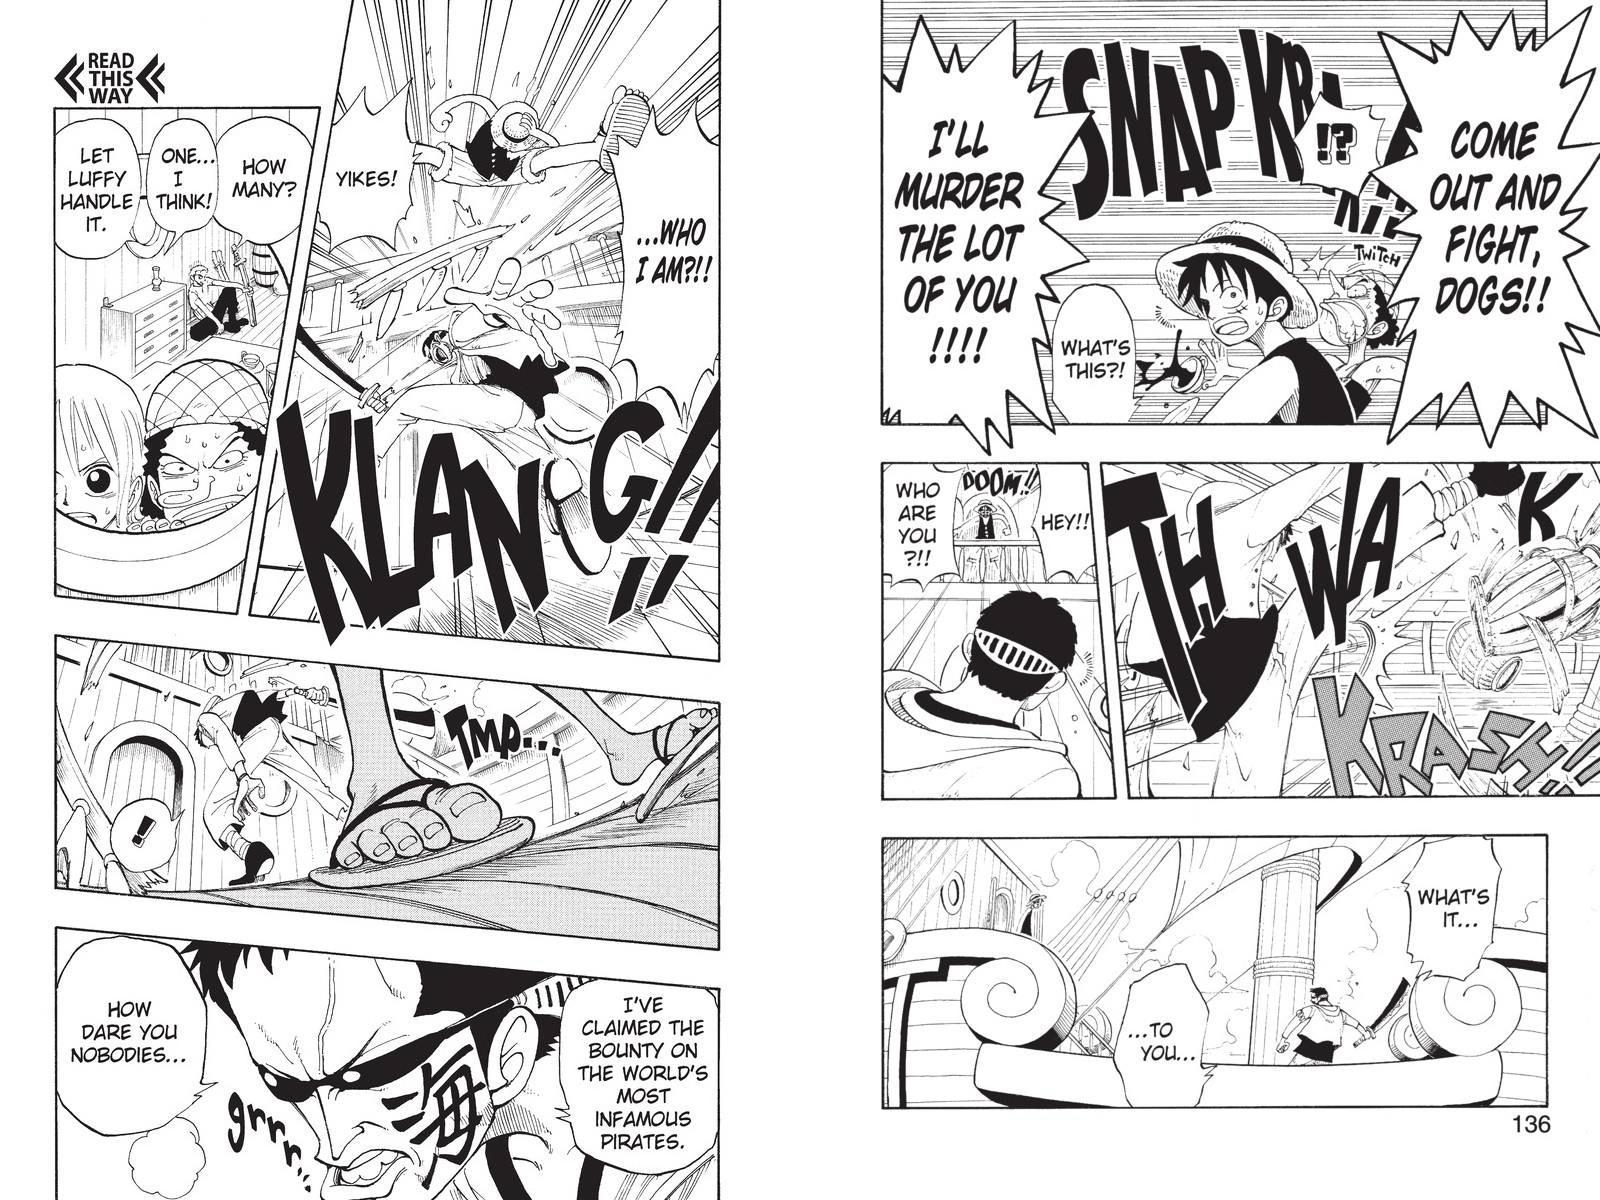 COME
OUT AND
FIGHT,
DOGS!!
!?
TWITCH
SNAP
I'LL
MURDER
THE LOT
OF YOU
!!!!
WHAT'S
THIS?!
THWAK
KRASH!!
DOOM!!
HEY!!
WHO
ARE
YOU
?!!
WHAT'S
IT...
...TO
YOU...
136
READ
THIS
WAY
...WHO
I AM?!!
YIKES!
KLANG!!
HOW
MANY?
ONE...
I
THINK!
LET
LUFFY
HANDLE
IT.
TMP...
!
I'VE
CLAIMED THE
BOUNTY ON
THE WORLD'S
MOST
INFAMOUS
PIRATES.
海
grrr...
HOW
DARE YOU
NOBODIES...